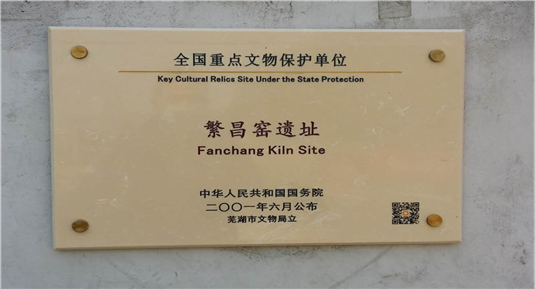 全国重点文物保护单位
Key Cultural Relics Site Under the State Protection
繁昌窑遗址
Fanchang Kiln Site
中华人民共和国国务院
二〇〇一年六月公布
芜湖市文物局立